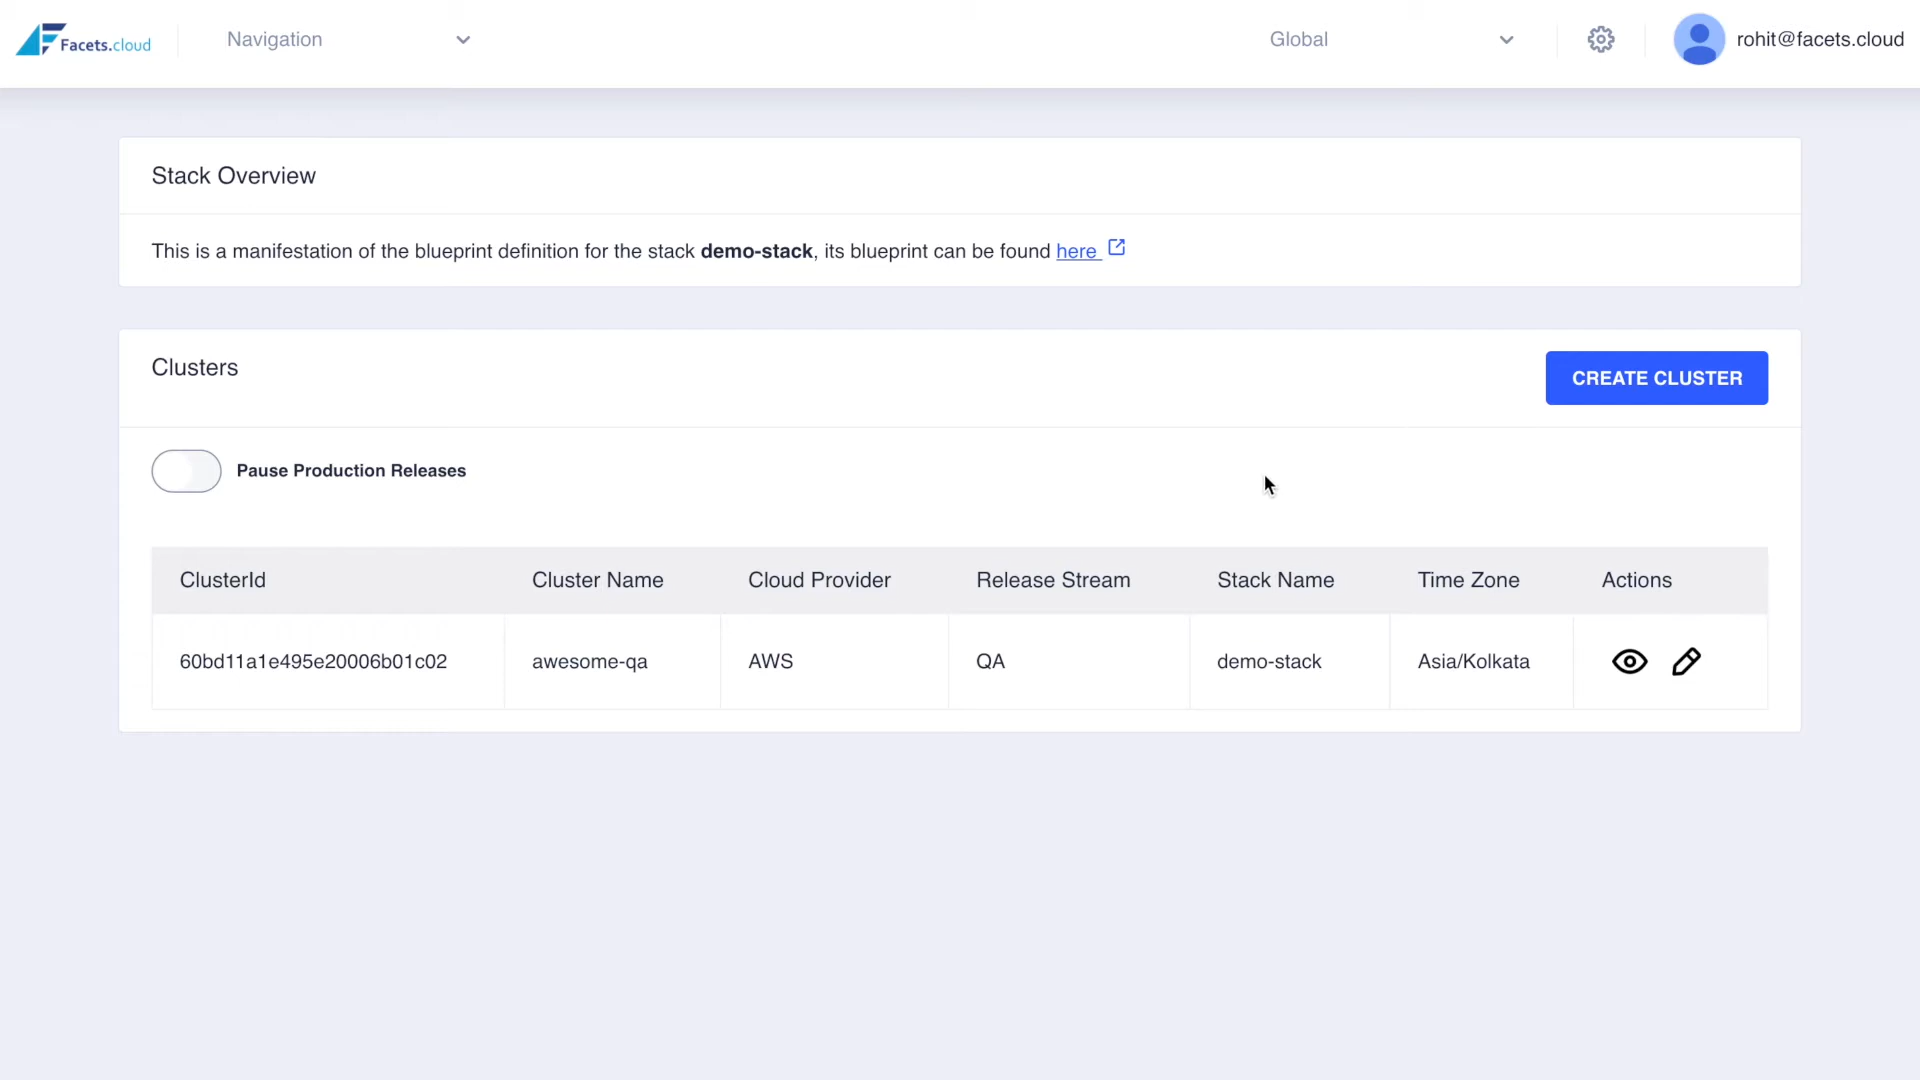 Facets.cloud
Navigation
Global
rohit@facets.cloud
Stack Overview
This is a manifestation of the blueprint definition for the stack demo-stack, its blueprint can be found here
Clusters
CREATE CLUSTER
Pause Production Releases
ClusterId Cluster Name Cloud Provider Release Stream Stack Name Time Zone Actions
60bd11a1e495e20006b01c02 awesome-qa AWS QA demo-stack Asia/Kolkata